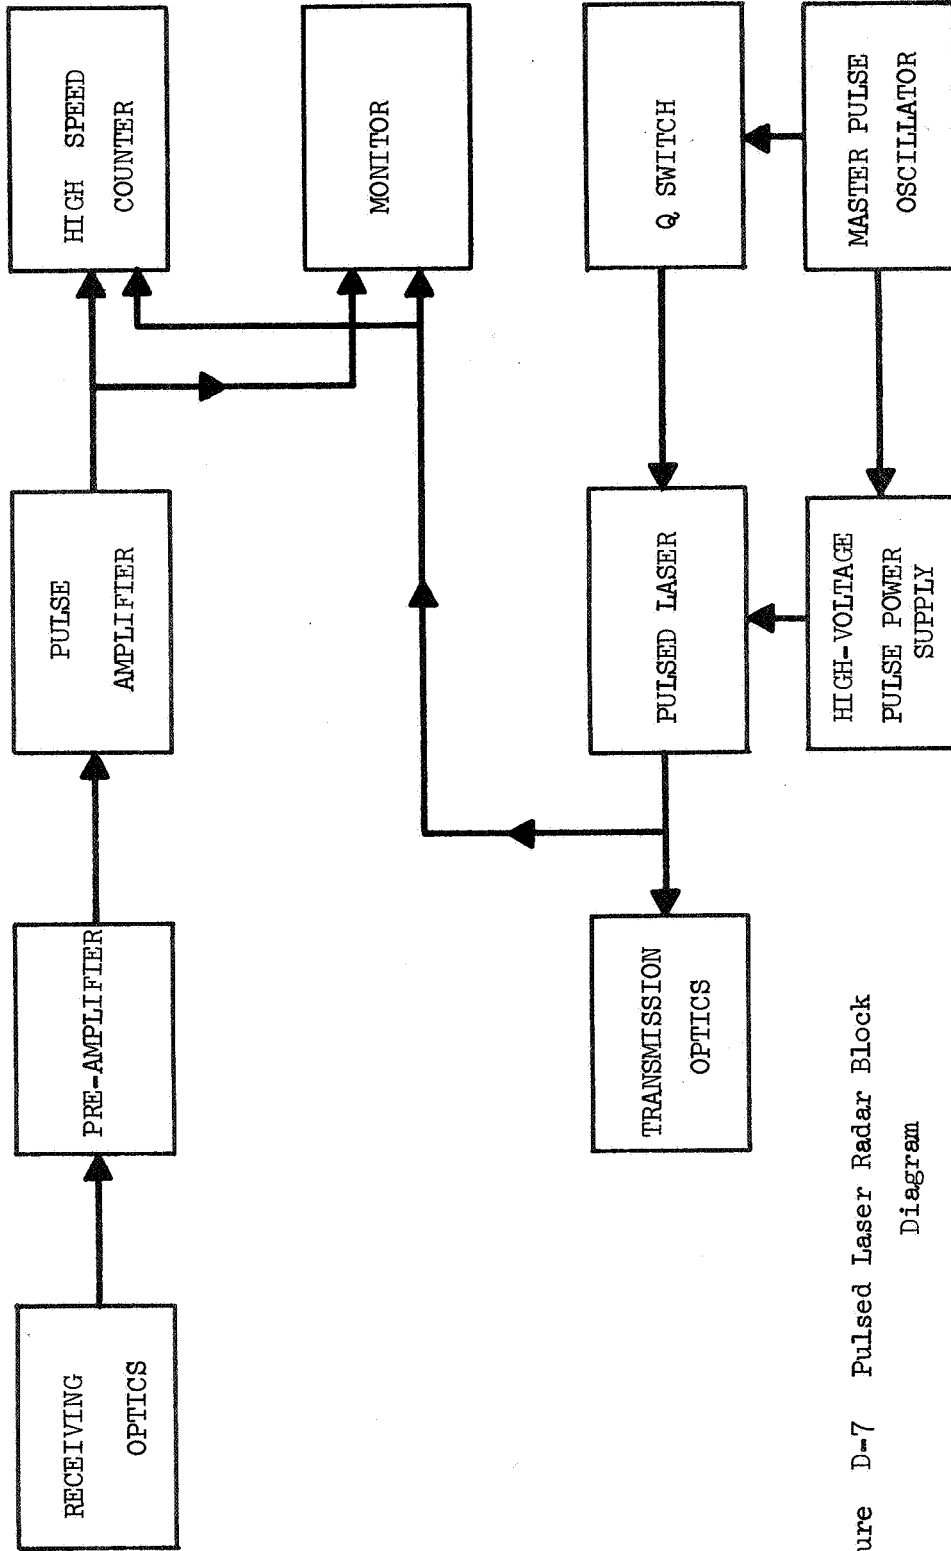 RECEIVING
OPTICS
PRE-AMPLIFIER
PULSE
AMPLIFIER
HIGH SPEED
COUNTER
MONITOR
TRANSMISSION
OPTICS
PULSED LASER
Q SWITCH
HIGH-VOLTAGE
PULSE POWER
SUPPLY
MASTER PULSE
OSCILLATOR
ure D-7 Pulsed Laser Radar Block
Diagram